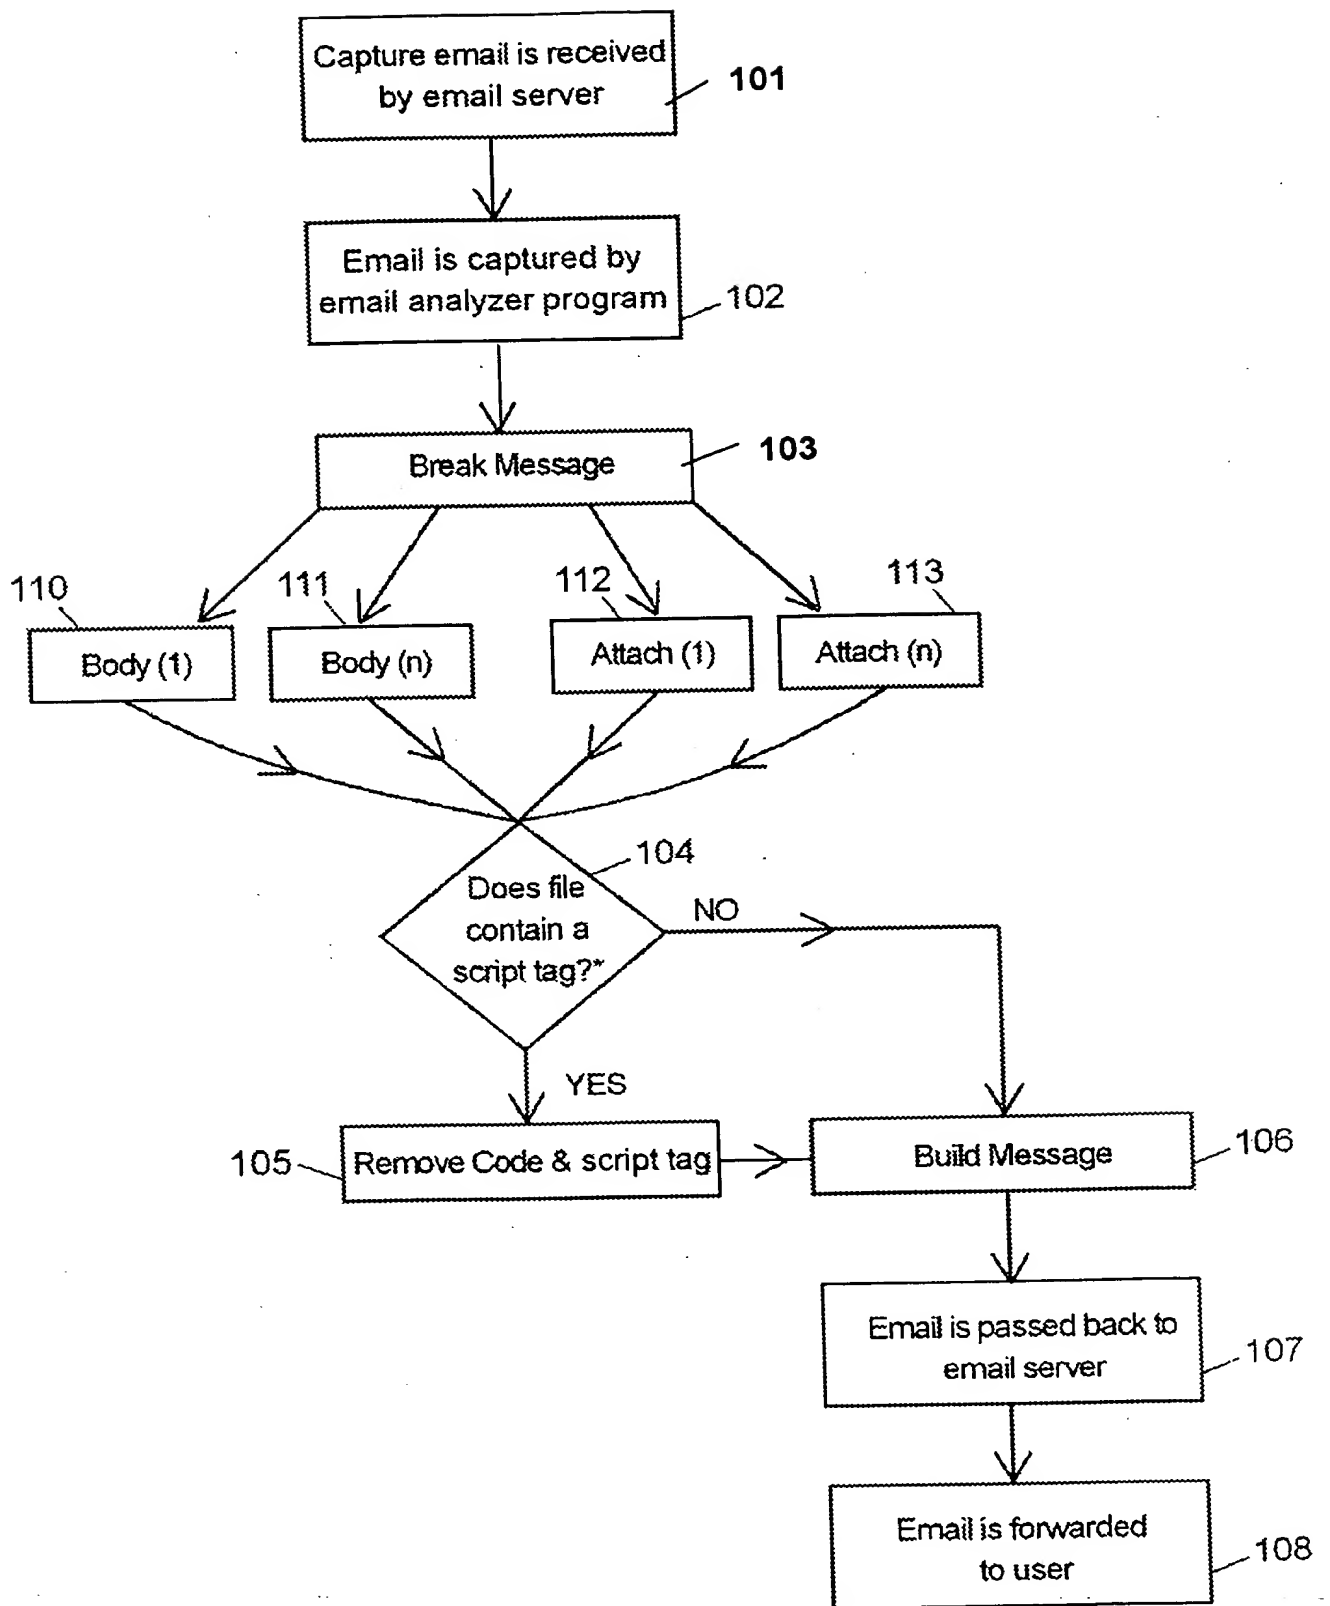 Capture email is received
by email server
101
Email is captured by
email analyzer program
102
Break Message
103
110
111
112
113
Body (1)
Body (n)
Attach (1)
Attach (n)
104
Does file
contain a
script tag?*
NO
YES
105
Remove Code & script tag
Build Message
106
Email is passed back to
email server
107
Email is forwarded
to user
108